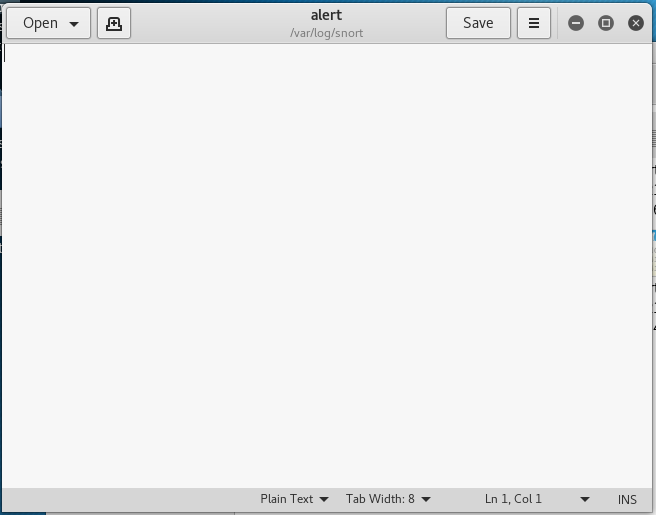 Open
alert
/var/log/snort
Save
Plain Text
Tab Width: 8
Ln 1, Col 1
INS